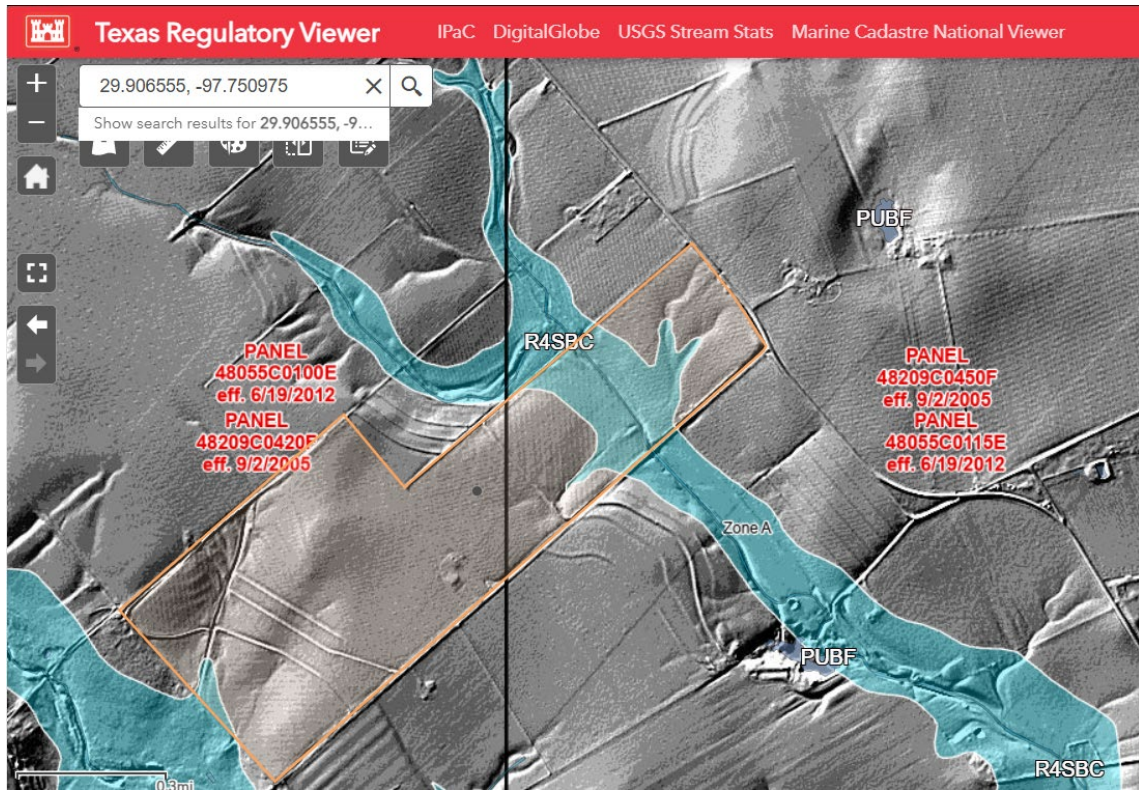 Texas Regulatory Viewer
IPaC DigitalGlobe USGS Stream Stats Marine Cadastre National Viewer
+
29.906555, -97.750975
−
Show search results for 29.906555, -9...
PUBF
R4SBC
PANEL
48055C0100E
eff. 6/19/2012
PANEL
48209C0420F
eff. 9/2/2005
PANEL
48209C0450F
eff. 9/2/2005
PANEL
48055C0115E
eff. 6/19/2012
Zone A
PUBF
R4SBC
0.3mi